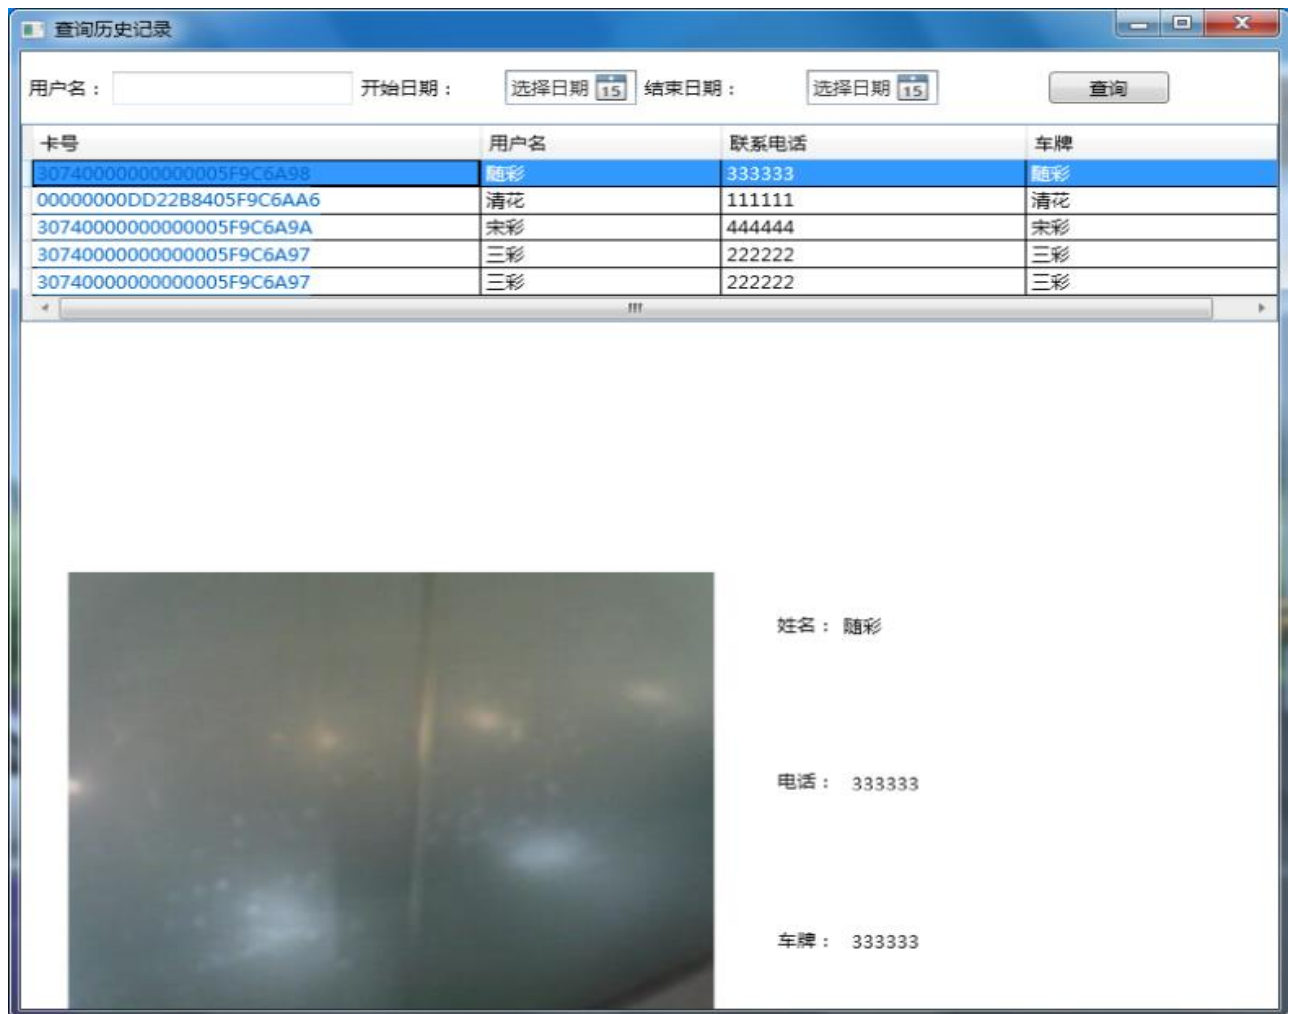 查询历史记录
用户名： 开始日期： 选择日期 15 结束日期： 选择日期 15 查询
卡号 用户名 联系电话 车牌
30740000000000005F9C6A98 随彩 333333 随彩
00000000DD22B8405F9C6AA6 清花 111111 清花
30740000000000005F9C6A9A 宋彩 444444 宋彩
30740000000000005F9C6A97 三彩 222222 三彩
30740000000000005F9C6A97 三彩 222222 三彩
姓名： 随彩
电话： 333333
车牌： 333333